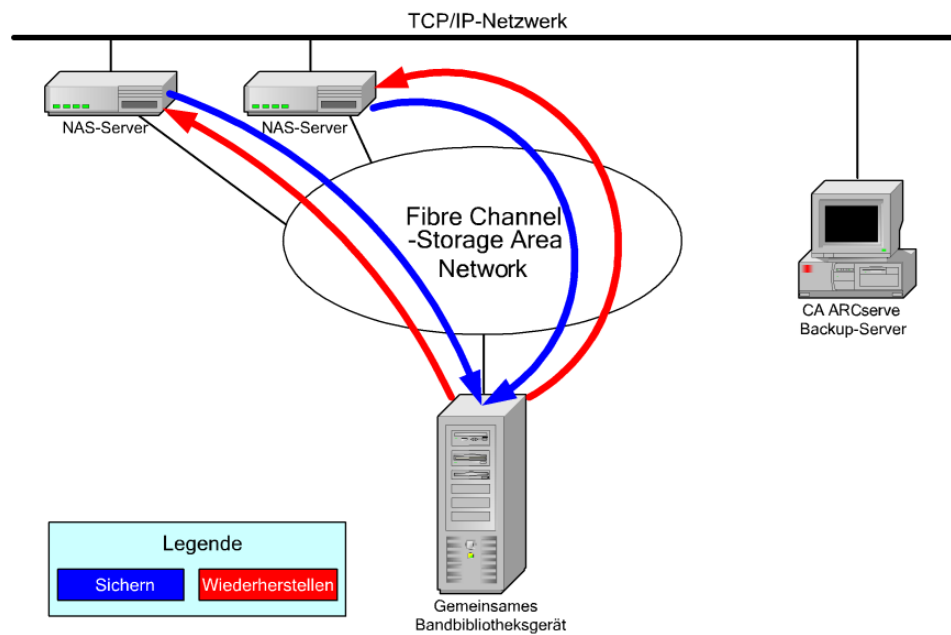 TCP/IP-Netzwerk
NAS-Server
NAS-Server
Fibre Channel
-Storage Area
Network
CA ARCserve
Backup-Server
Legende
Sichern
Wiederherstellen
Gemeinsames
Bandbibliotheksgerät